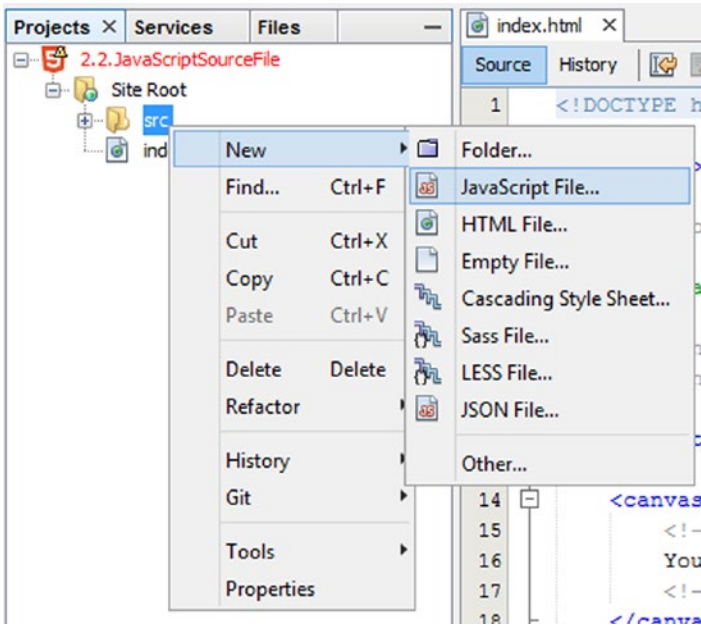 Projects × Services Files
2.2.JavaScriptSourceFile
Site Root
src
ind
New
Find... Ctrl+F
Cut Ctrl+X
Copy Ctrl+C
Paste Ctrl+V
Delete Delete
Refactor
History
Git
Tools
Properties
Folder...
JavaScript File...
HTML File...
Empty File...
Cascading Style Sheet...
Sass File...
LESS File...
JSON File...
Other...
index.html ×
Source History
1 <!DOCTYPE h
14 <canvas
15 <!-
16 You
17 <!-
18 </canva